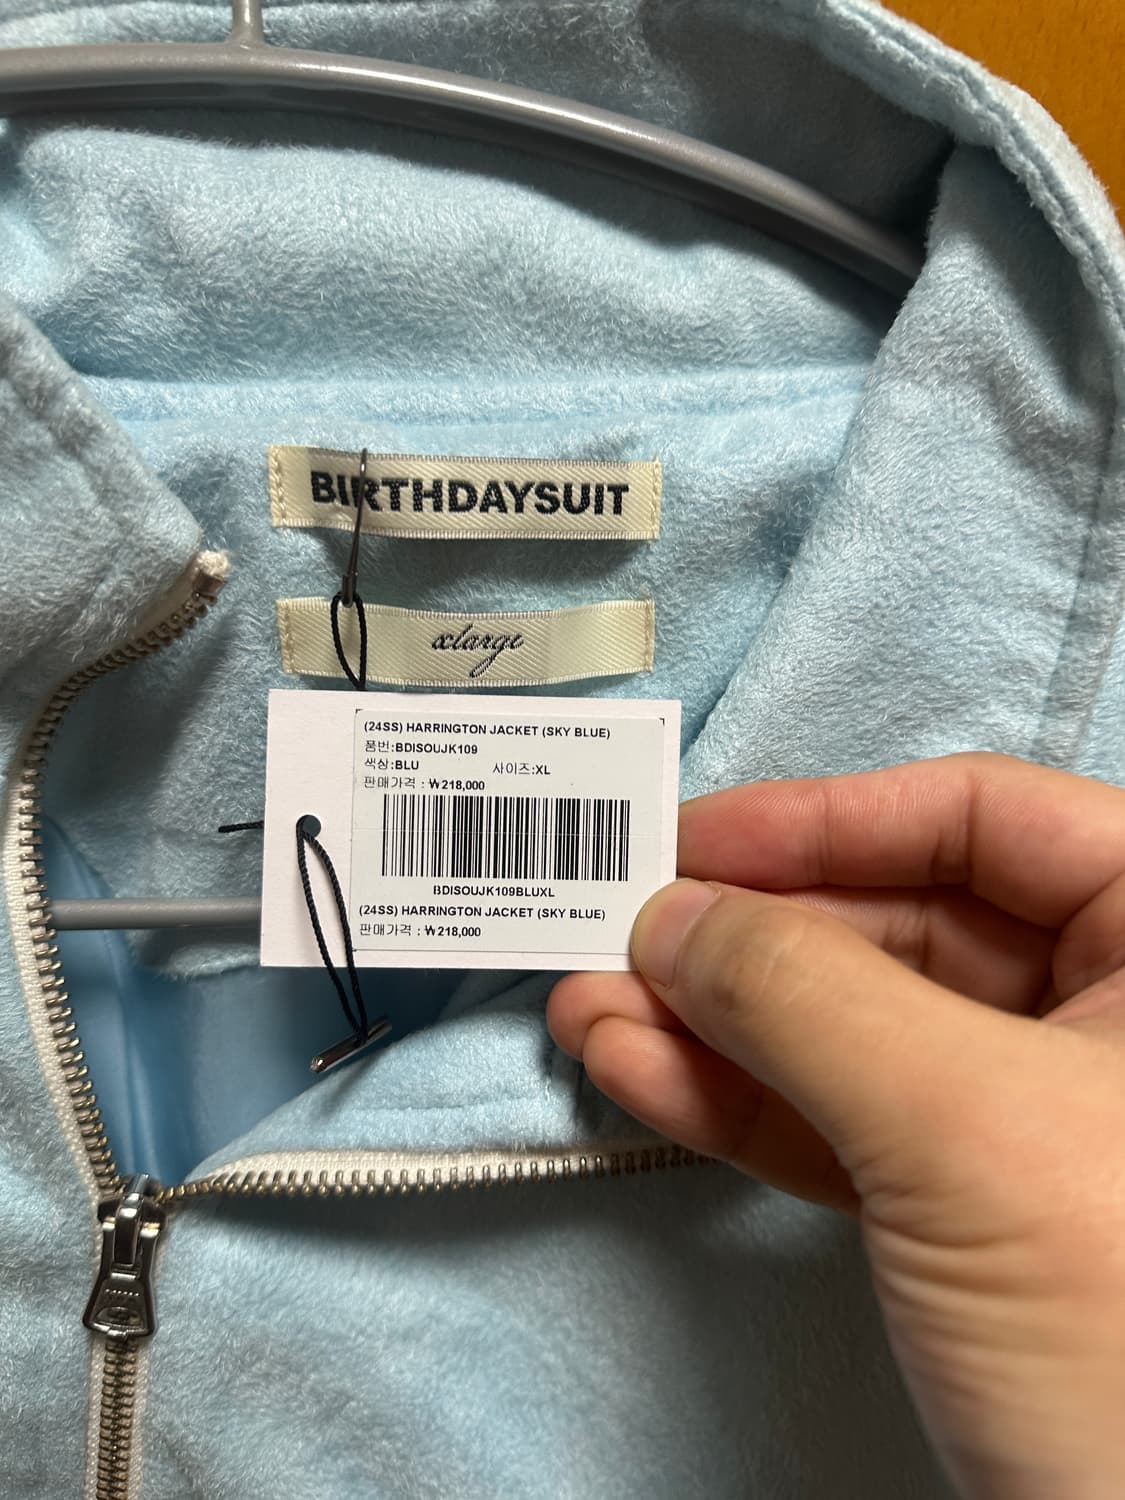 BIRTHDAYSUIT
xlarge
(24SS) HARRINGTON JACKET (SKY BLUE)
품번:BDISOUJK109
색상:BLU 사이즈:XL
판매가격 : ₩218,000
BDISOUJK109BLUXL
(24SS) HARRINGTON JACKET (SKY BLUE)
판매가격 : ₩218,000